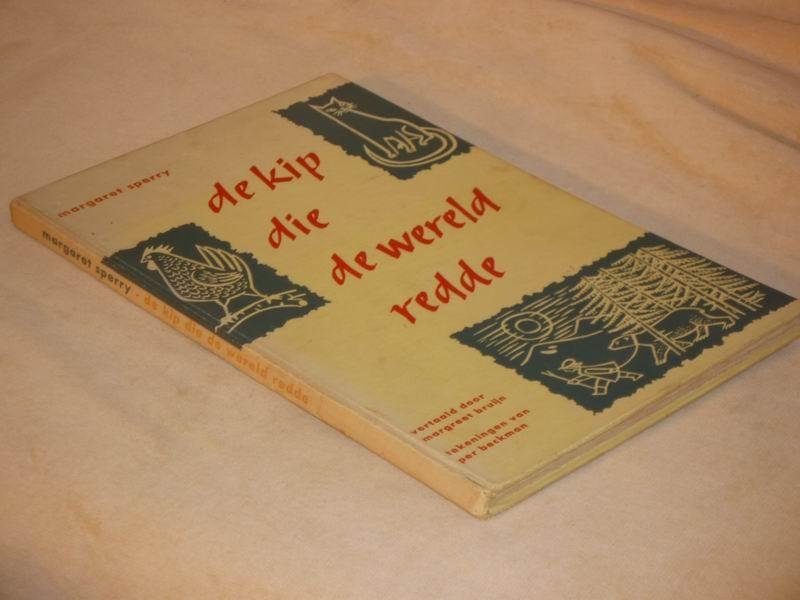 margaret sperry
de kip
die
de wereld
redde
vertaald door
margreet bruijn
tekeningen van
per beckman
margaret sperry - de kip die de wereld redde